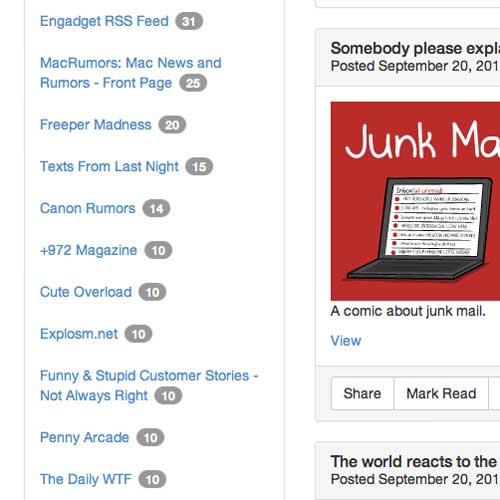 Engadget RSS Feed 31
MacRumors: Mac News and
Rumors - Front Page 25
Freeper Madness 20
Texts From Last Night 15
Canon Rumors 14
+972 Magazine 10
Cute Overload 10
Explosm.net 10
Funny & Stupid Customer Stories -
Not Always Right 10
Penny Arcade 10
The Daily WTF 10
Somebody please expla
Posted September 20, 201
Junk Ma
Inbox
A comic about junk mail.
View
Share Mark Read
The world reacts to the
Posted September 20, 201